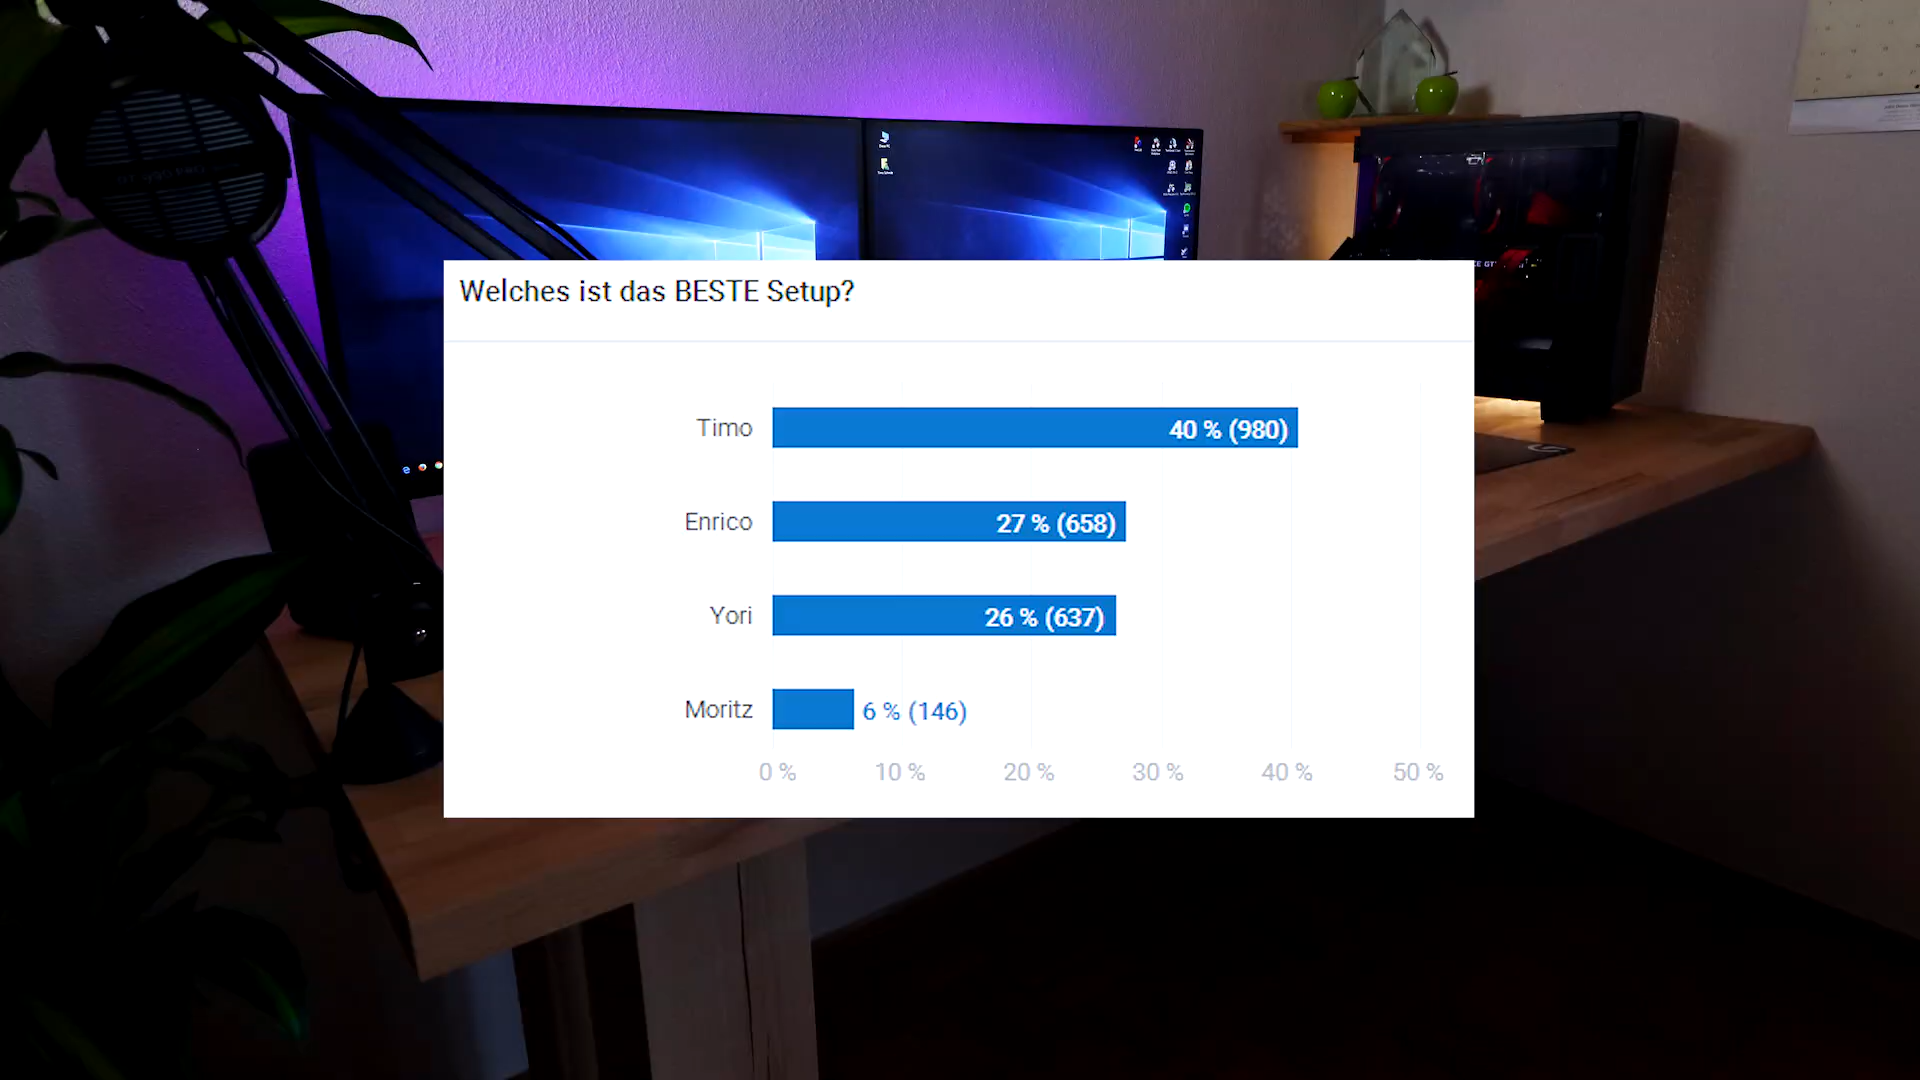 Welches ist das BESTE Setup?
Timo 40 % (980)
Enrico 27 % (658)
Yori 26 % (637)
Moritz 6 % (146)
0 % 10 % 20 % 30 % 40 % 50 %